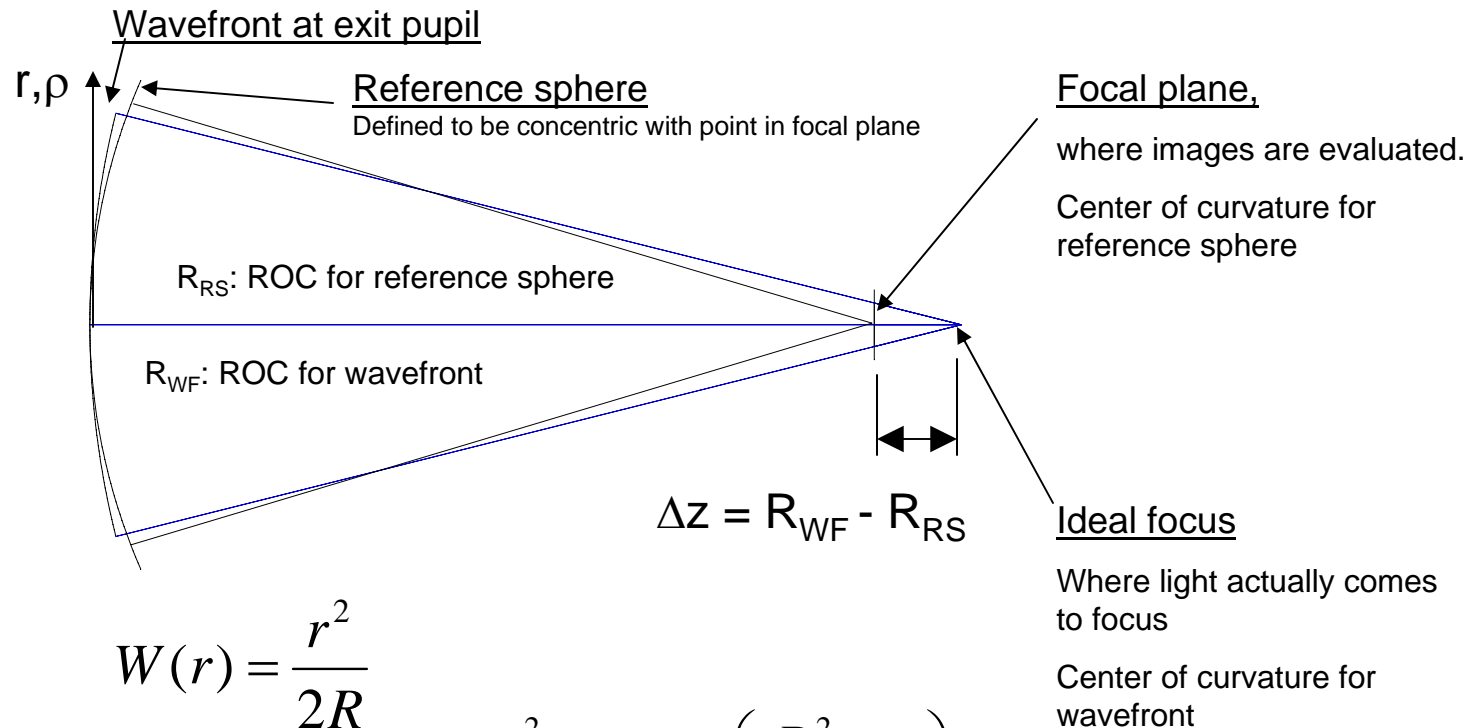 Wavefront at exit pupil
r,ρ
Reference sphere
Defined to be concentric with point in focal plane
Focal plane,
where images are evaluated.
Center of curvature for
reference sphere
R_RS: ROC for reference sphere
R_WF: ROC for wavefront
Δz = R_WF - R_RS
Ideal focus
Where light actually comes
to focus
Center of curvature for
wavefront
W(r) = r^2 / 2R